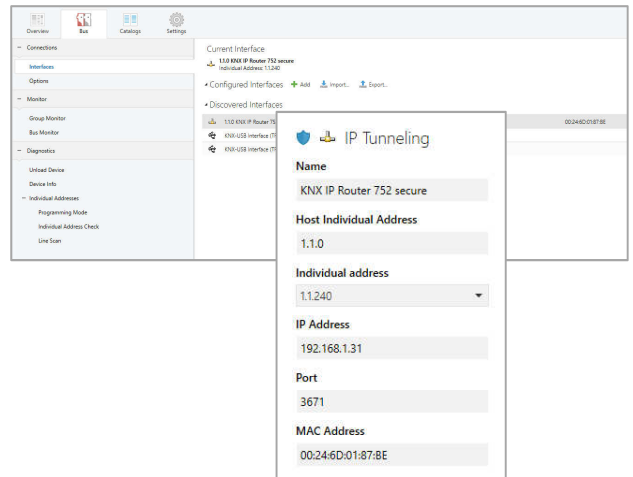 Overview Bus Catalogs Settings
Connections
Interfaces
Options
Monitor
Group Monitor
Bus Monitor
Diagnostics
Unload Device
Device Info
Individual Addresses
Programming Mode
Individual Address Check
Line Scan
Current Interface
1.1.0 KNX IP Router 752 secure
Individual Address: 1.1.240
Configured Interfaces Add Import... Export...
Discovered Interfaces
1.1.0 KNX IP Router 75 00:24:6D:01:87:BE
KNX-USB Interface (TP
KNX-USB Interface (TP
IP Tunneling
Name
KNX IP Router 752 secure
Host Individual Address
1.1.0
Individual address
1.1.240
IP Address
192.168.1.31
Port
3671
MAC Address
00:24:6D:01:87:BE